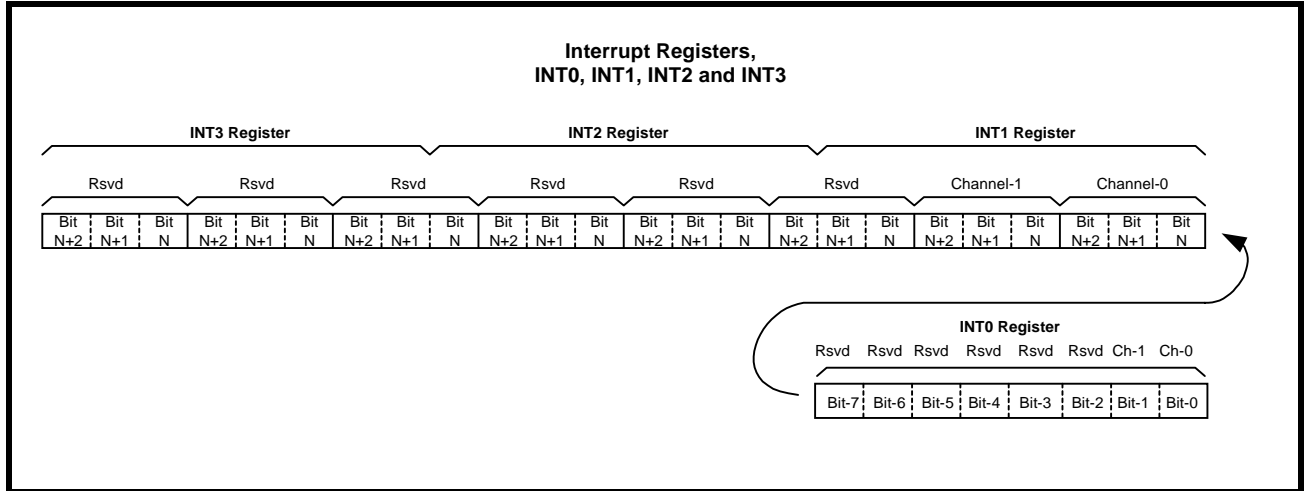 Interrupt Registers,
INT0, INT1, INT2 and INT3
INT3 Register INT2 Register INT1 Register
Rsvd Rsvd Rsvd Rsvd Rsvd Rsvd Channel-1 Channel-0
Bit Bit Bit Bit Bit Bit Bit Bit Bit Bit Bit Bit Bit Bit Bit Bit Bit Bit Bit Bit Bit Bit Bit Bit
N+2 N+1 N N+2 N+1 N N+2 N+1 N N+2 N+1 N N+2 N+1 N N+2 N+1 N N+2 N+1 N N+2 N+1 N
INT0 Register
Rsvd Rsvd Rsvd Rsvd Rsvd Rsvd Ch-1 Ch-0
Bit-7 Bit-6 Bit-5 Bit-4 Bit-3 Bit-2 Bit-1 Bit-0